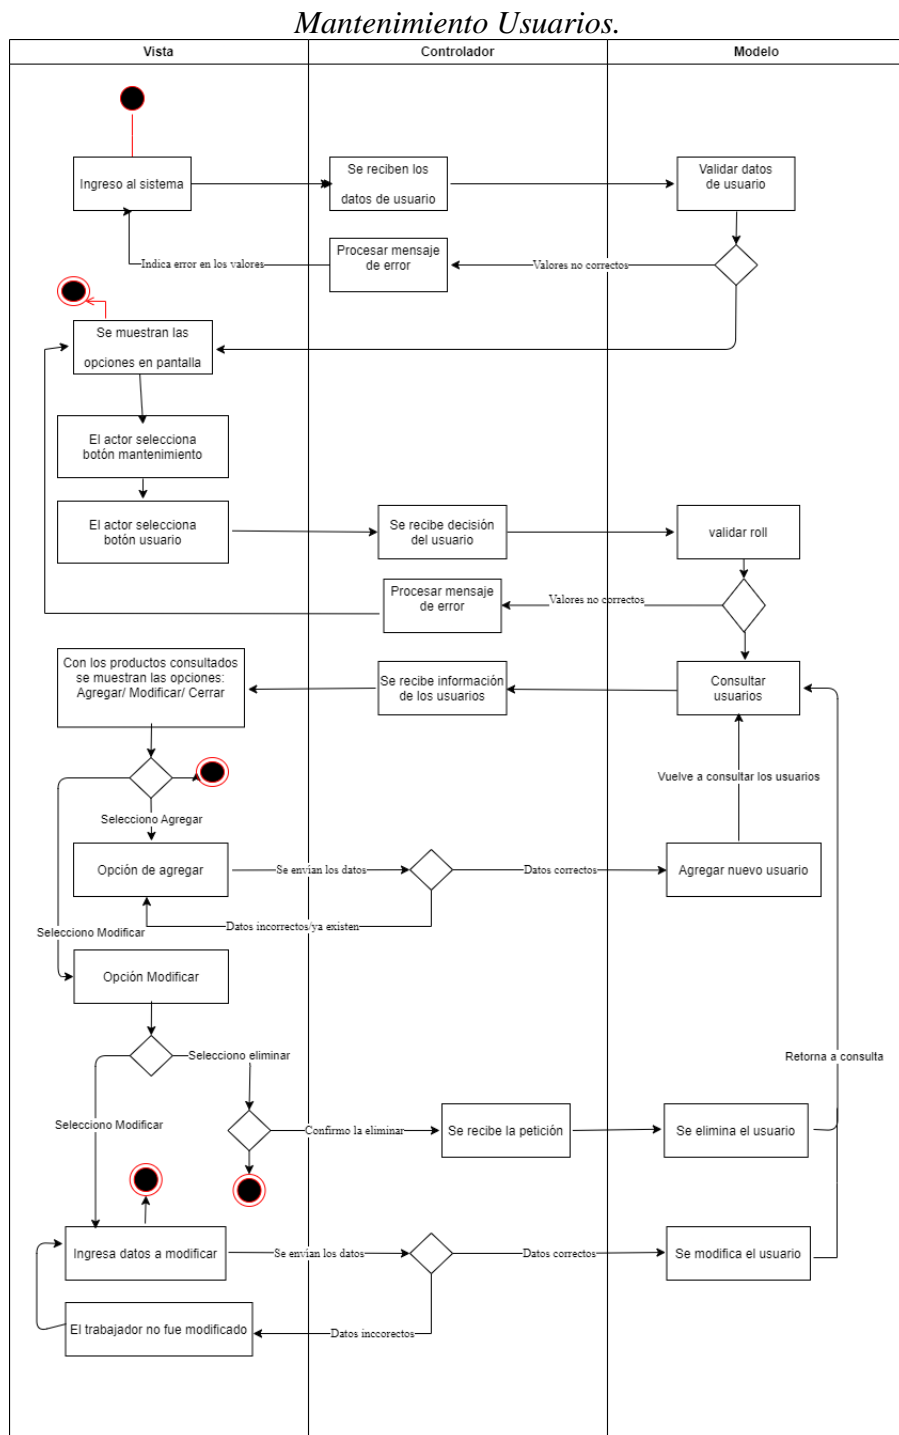 Mantenimiento Usuarios.
Vista
Controlador
Modelo
Ingreso al sistema
Se reciben los
datos de usuario
Validar datos
de usuario
Indica error en los valores
Procesar mensaje
de error
Valores no correctos
Se muestran las
opciones en pantalla
El actor selecciona
botón mantenimiento
El actor selecciona
botón usuario
Se recibe decisión
del usuario
validar roll
Procesar mensaje
de error
Valores no correctos
Con los productos consultados
se muestran las opciones:
Agregar/ Modificar/ Cerrar
Se recibe información
de los usuarios
Consultar
usuarios
Vuelve a consultar los usuarios
Selecciono Agregar
Opción de agregar
Se envían los datos
Datos correctos
Agregar nuevo usuario
Datos incorrectos/ya existen
Selecciono Modificar
Opción Modificar
Selecciono eliminar
Retorna a consulta
Selecciono Modificar
Confirmo la eliminar
Se recibe la petición
Se elimina el usuario
Ingresa datos a modificar
Se envían los datos
Datos correctos
Se modifica el usuario
El trabajador no fue modificado
Datos inccorectos